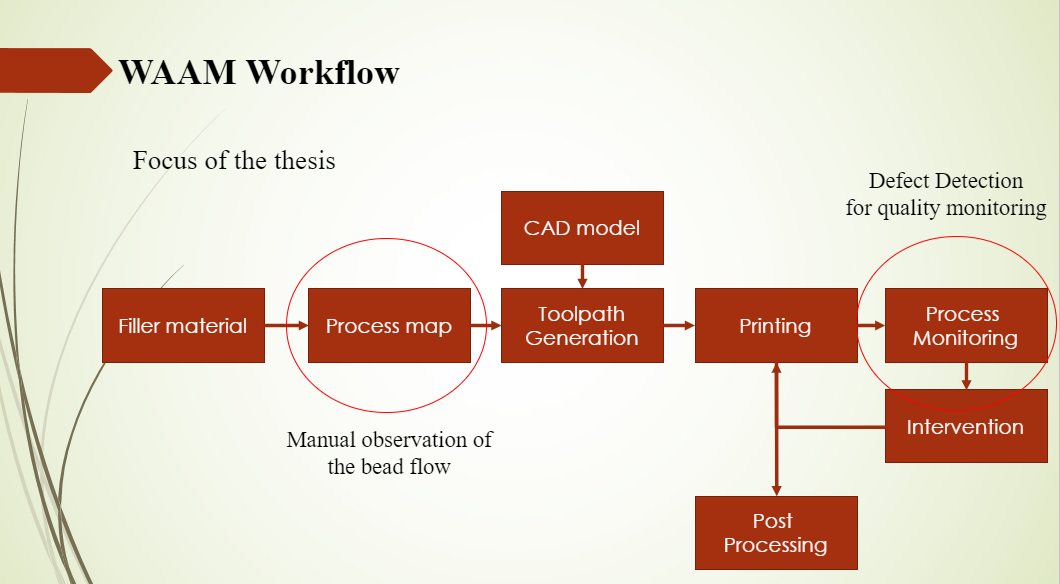 WAAM Workflow
Focus of the thesis
Defect Detection
for quality monitoring
CAD model
Filler material
Process map
Toolpath
Generation
Printing
Process
Monitoring
Manual observation of
the bead flow
Intervention
Post
Processing